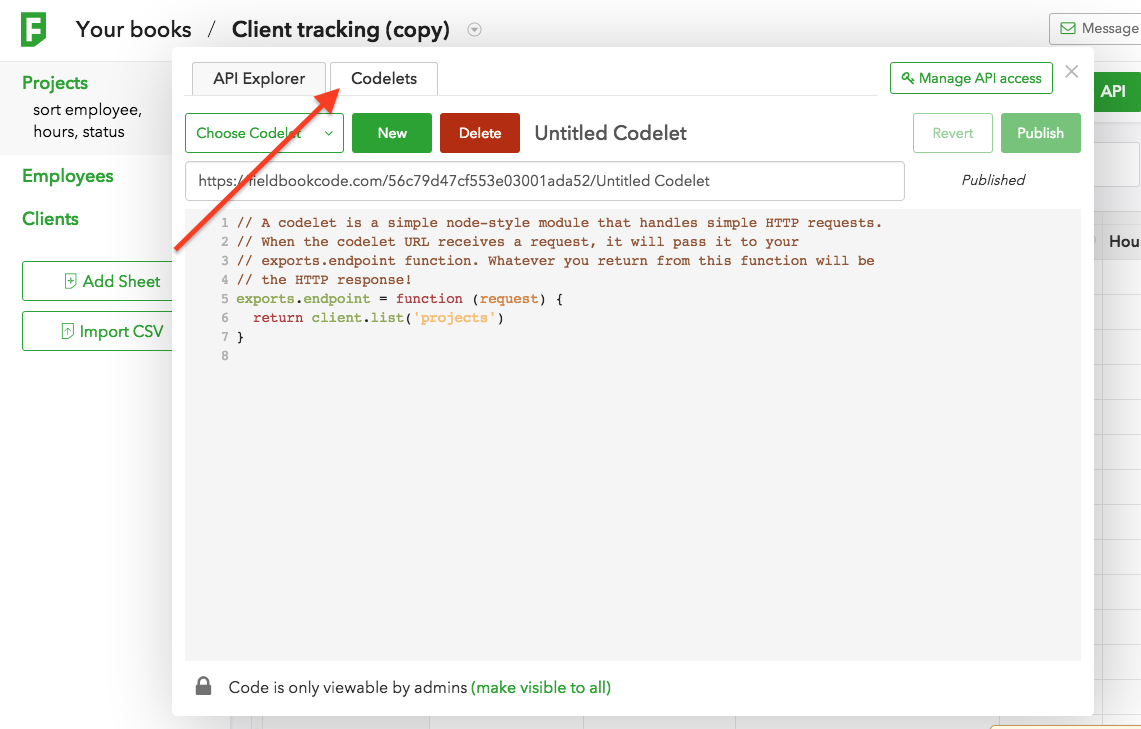 Your books / Client tracking (copy)
Message
Projects
sort employee,
hours, status
Employees
Clients
Add Sheet
Import CSV
API Explorer
Codelets
Manage API access
API
Choose Codelet
New
Delete
Untitled Codelet
Revert
Publish
https://fieldbookcode.com/56c79d47cf553e03001ada52/Untitled Codelet
Published
Hou
1 // A codelet is a simple node-style module that handles simple HTTP requests.
2 // When the codelet URL receives a request, it will pass it to your
3 // exports.endpoint function. Whatever you return from this function will be
4 // the HTTP response!
5 exports.endpoint = function (request) {
6   return client.list('projects')
7 }
8
Code is only viewable by admins (make visible to all)